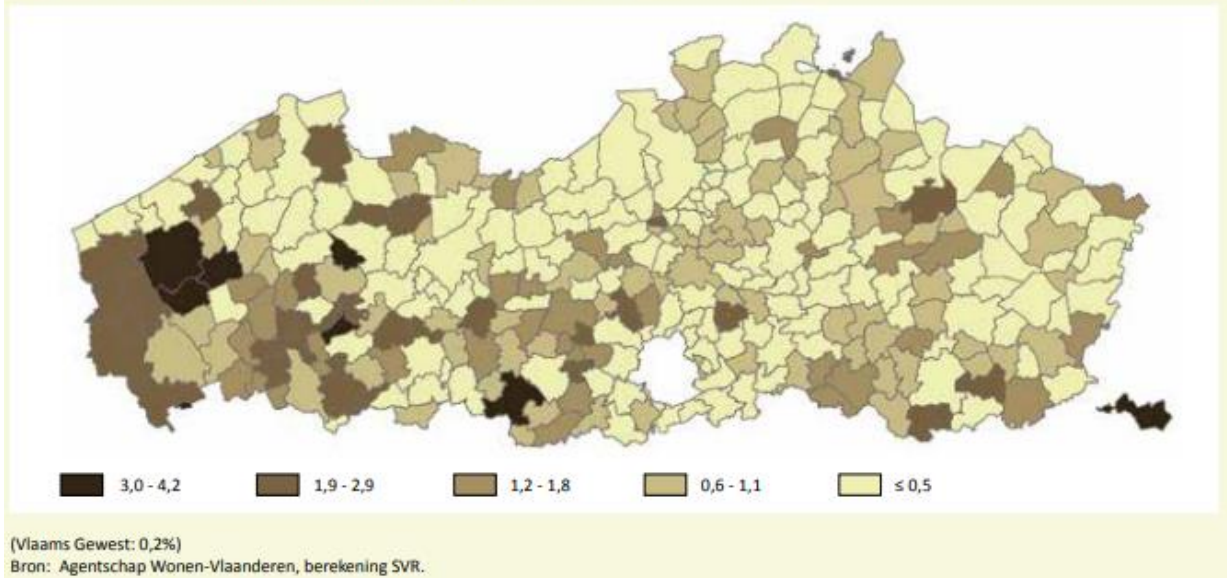 3,0 - 4,2 1,9 - 2,9 1,2 - 1,8 0,6 - 1,1 ≤ 0,5
(Vlaams Gewest: 0,2%)
Bron: Agentschap Wonen-Vlaanderen, berekening SVR.